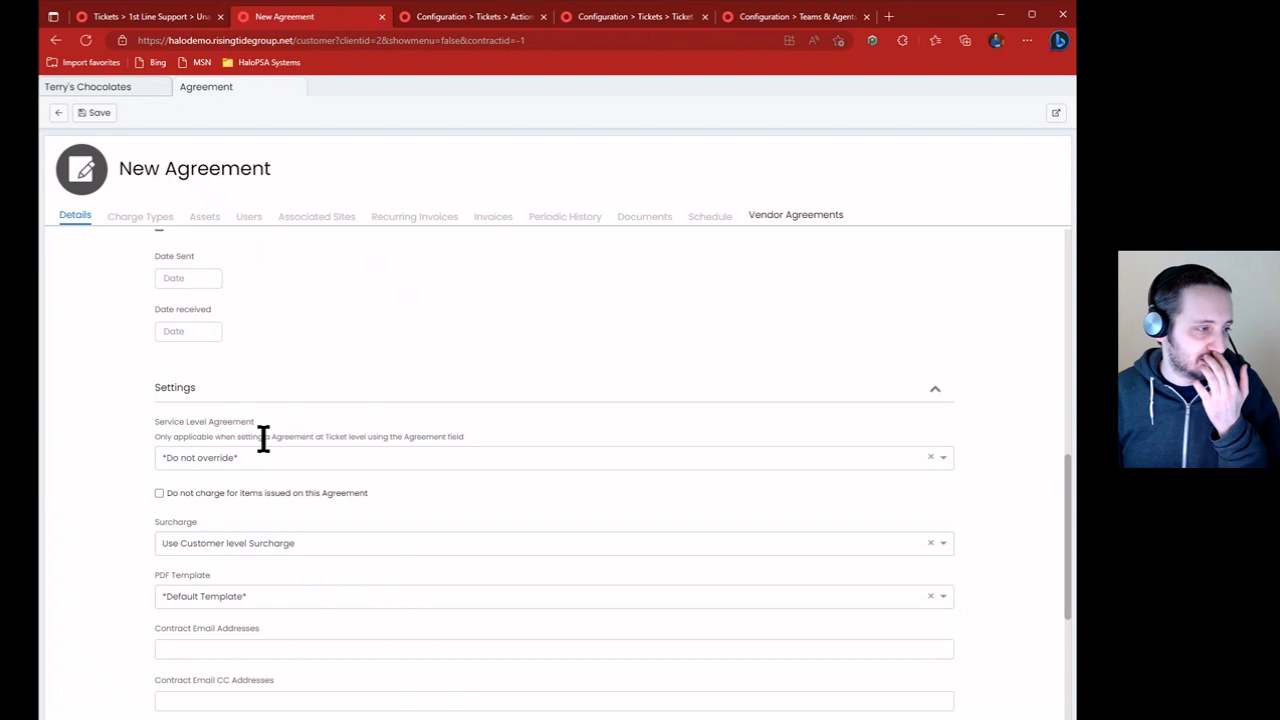 Tickets > 1st Line Support > Una
New Agreement
Configuration > Tickets > Action
Configuration > Tickets > Ticket
Configuration > Teams & Agents
https://halodemo.risingtidegroup.net/customer?clientid=2&showmenu=false&contractid=-1
Import favorites
Bing
MSN
HaloPSA Systems
Terry's Chocolates
Agreement
Save
New Agreement
Details
Charge Types
Assets
Users
Associated Sites
Recurring Invoices
Invoices
Periodic History
Documents
Schedule
Vendor Agreements
Date Sent
Date
Date received
Date
Settings
Service Level Agreement
Only applicable when setting a Agreement at Ticket level using the Agreement field
*Do not override*
Do not charge for items issued on this Agreement
Surcharge
Use Customer level Surcharge
PDF Template
*Default Template*
Contract Email Addresses
Contract Email CC Addresses